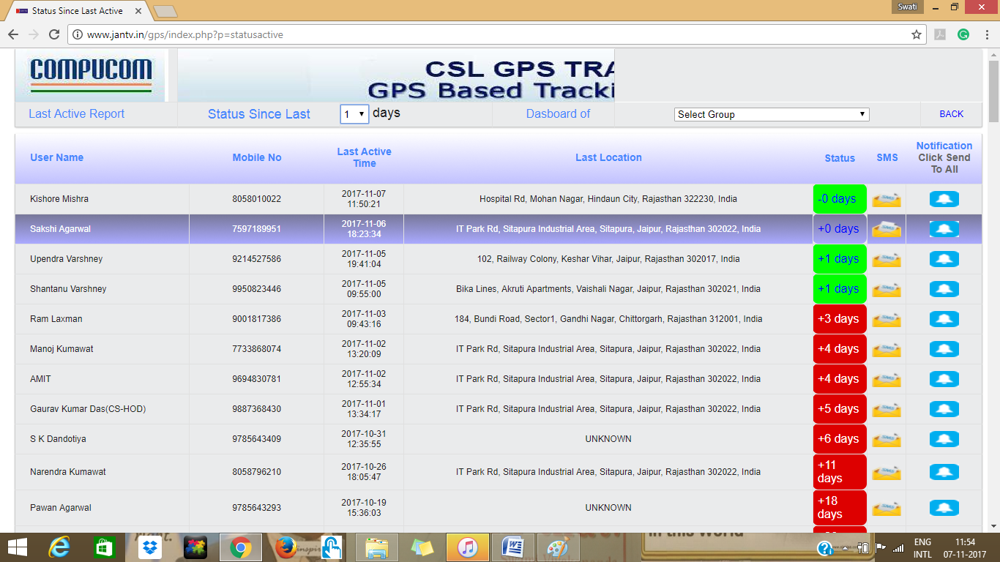 Status Since Last Active
Swati
www.jantv.in/gps/index.php?p=statusactive
COMPUCOM
CSL GPS TRA
GPS Based Tracki
Last Active Report Status Since Last 1 days Dasboard of Select Group BACK
User Name Mobile No Last Active Time Last Location Status SMS Notification Click Send To All
Kishore Mishra 8058010022 2017-11-07 11:50:21 Hospital Rd, Mohan Nagar, Hindaun City, Rajasthan 322230, India -0 days
Sakshi Agarwal 7597189951 2017-11-06 18:23:34 IT Park Rd, Sitapura Industrial Area, Sitapura, Jaipur, Rajasthan 302022, India +0 days
Upendra Varshney 9214527586 2017-11-05 19:41:04 102, Railway Colony, Keshar Vihar, Jaipur, Rajasthan 302017, India +1 days
Shantanu Varshney 9950823446 2017-11-05 09:55:00 Bika Lines, Akruti Apartments, Vaishali Nagar, Jaipur, Rajasthan 302021, India +1 days
Ram Laxman 9001817386 2017-11-03 09:43:16 184, Bundi Road, Sector1, Gandhi Nagar, Chittorgarh, Rajasthan 312001, India +3 days
Manoj Kumawat 7733868074 2017-11-02 13:20:09 IT Park Rd, Sitapura Industrial Area, Sitapura, Jaipur, Rajasthan 302022, India +4 days
AMIT 9694830781 2017-11-02 12:55:34 IT Park Rd, Sitapura Industrial Area, Sitapura, Jaipur, Rajasthan 302022, India +4 days
Gaurav Kumar Das(CS-HOD) 9887368430 2017-11-01 13:34:17 IT Park Rd, Sitapura Industrial Area, Sitapura, Jaipur, Rajasthan 302022, India +5 days
S K Dandotiya 9785643409 2017-10-31 12:35:55 UNKNOWN +6 days
Narendra Kumawat 8058796210 2017-10-26 18:05:47 IT Park Rd, Sitapura Industrial Area, Sitapura, Jaipur, Rajasthan 302022, India +11 days
Pawan Agarwal 9785643293 2017-10-19 15:36:03 UNKNOWN +18 days
in this World
ENG 11:54
INTL 07-11-2017